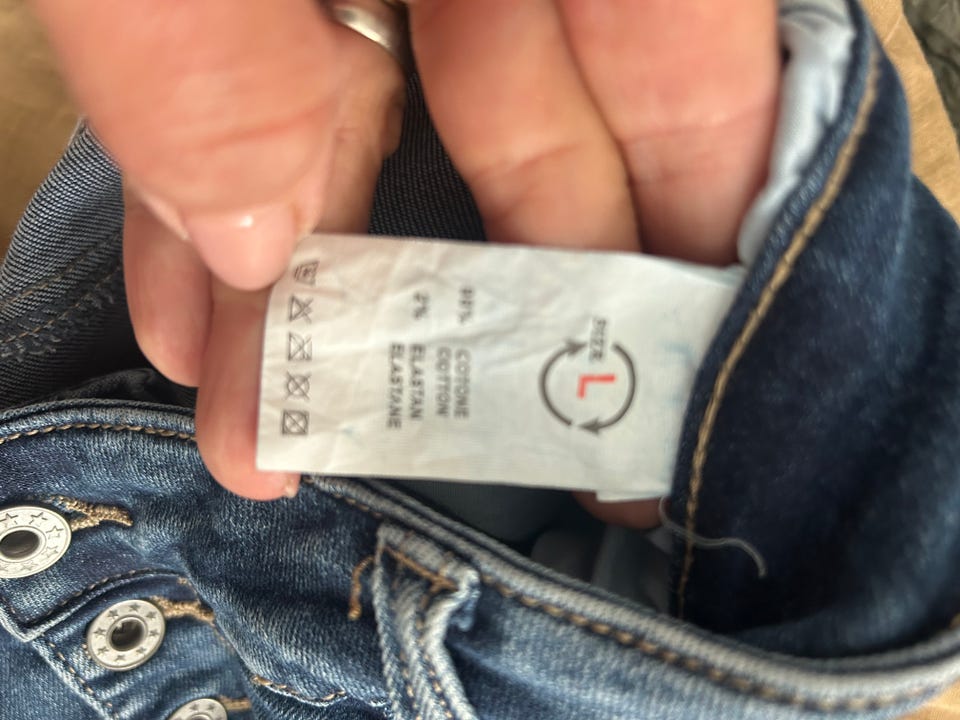 SIZE
L
98% COTONE
COTTON
2% ELASTAN
ELASTANE